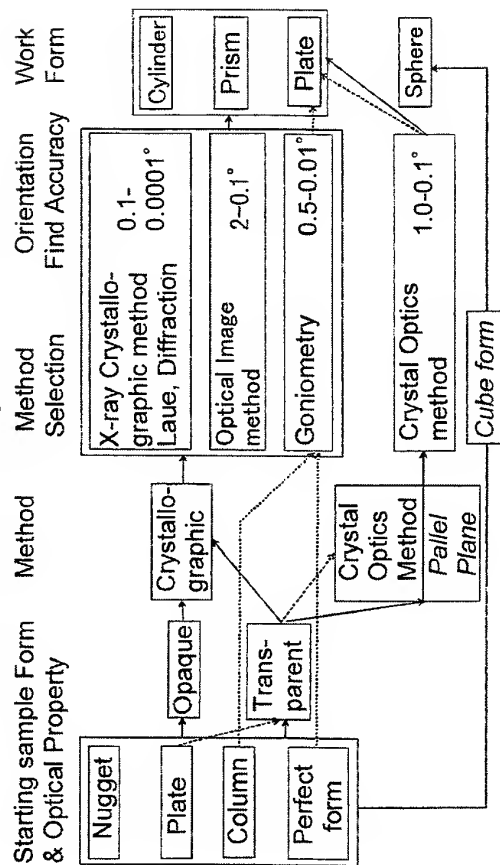 Starting sample Form
& Optical Property
Method
Method
Selection
Orientation
Find Accuracy
Work
Form
Nugget
Plate
Column
Perfect
form
Opaque
Trans-
parent
Crystallo-
graphic
Crystal
Optics
Method
Pallel
Plane
X-ray Crystallo-
graphic method
Laue, Diffraction
0.1-
0.0001°
Optical Image
method
2-0.1°
Goniometry
0.5-0.01°
Crystal Optics
method
1.0-0.1°
Cube form
Cylinder
Prism
Plate
Sphere